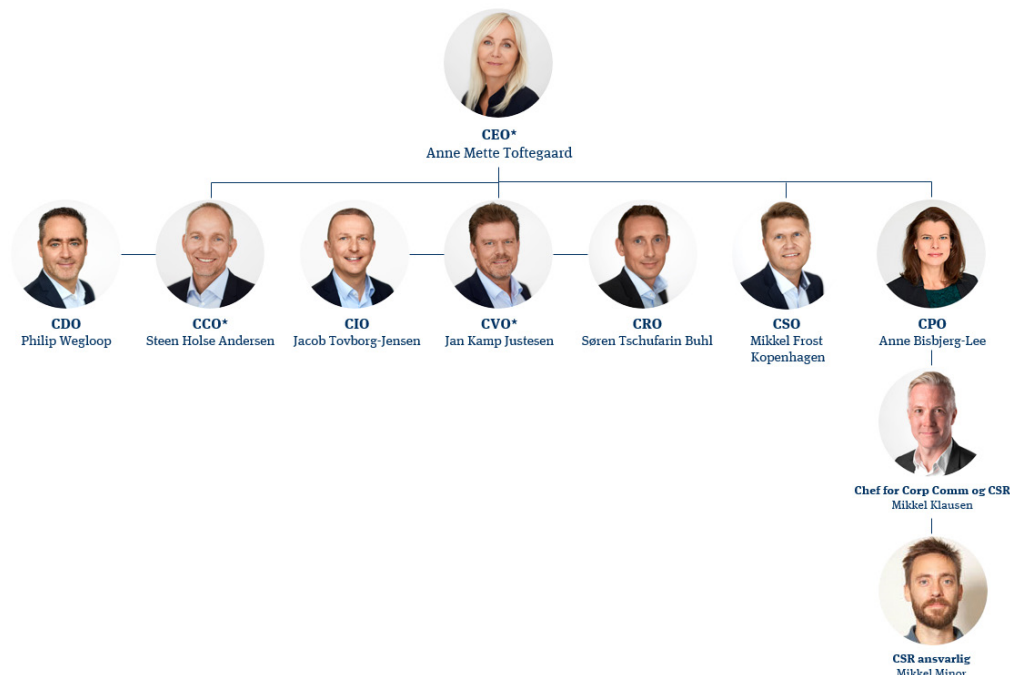 CEO*
Anne Mette Toftegaard
CDO
Philip Wegloop
CCO*
Steen Holse Andersen
CIO
Jacob Tovborg-Jensen
CVO*
Jan Kamp Justesen
CRO
Søren Tschufarin Buhl
CSO
Mikkel Frost
Kopenhagen
CPO
Anne Bisbjerg-Lee
Chef for Corp Comm og CSR
Mikkel Klausen
CSR ansvarlig
Mikkel Minor